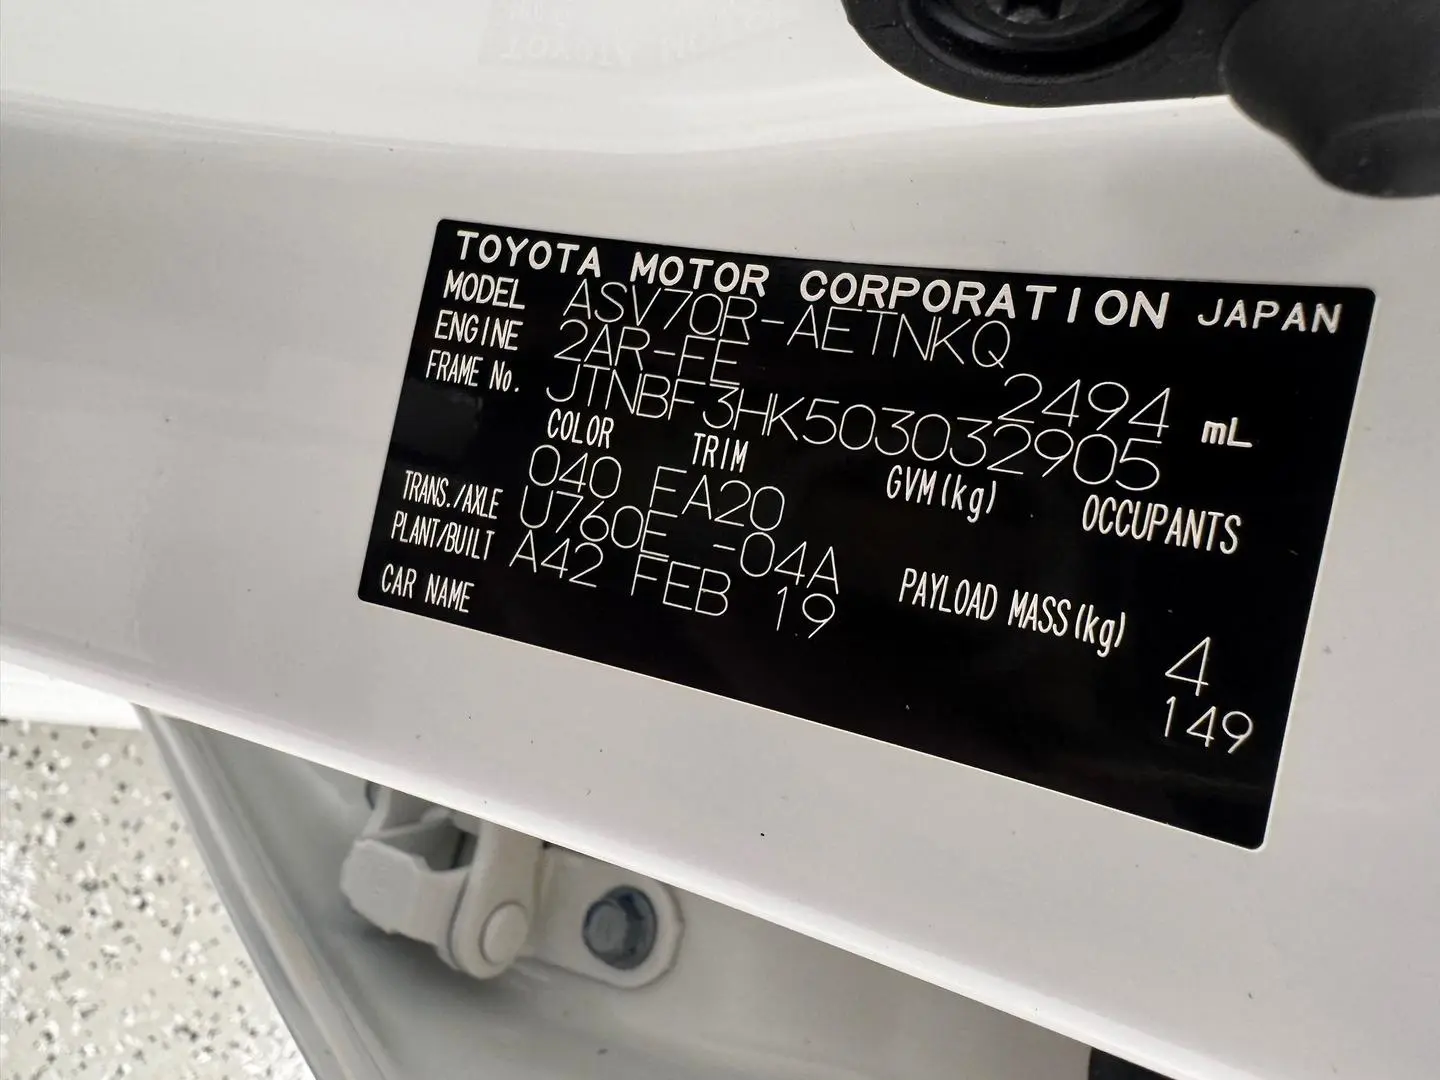 TOYOTA MOTOR CORPORATION JAPAN
MODEL ASV70R-AETNKQ
ENGINE 2AR-FE 2494 mL
FRAME No. JTNBF3HK503032905
COLOR TRIM GVM(kg) OCCUPANTS
040 EA20
TRANS./AXLE U760E -04A
PLANT/BUILT A42 FEB 19 PAYLOAD MASS(kg) 4
CAR NAME 149